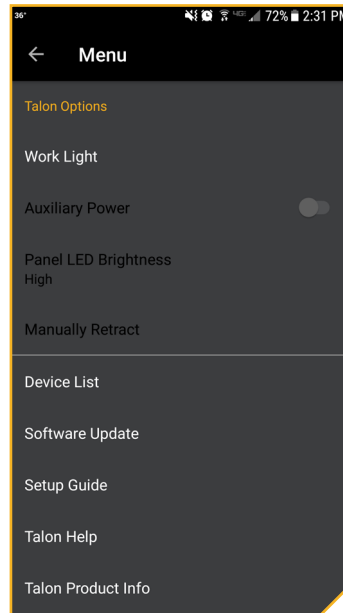 36°
4G 72% 2:31 PM
Menu
Talon Options
Work Light
Auxiliary Power
Panel LED Brightness
High
Manually Retract
Device List
Software Update
Setup Guide
Talon Help
Talon Product Info